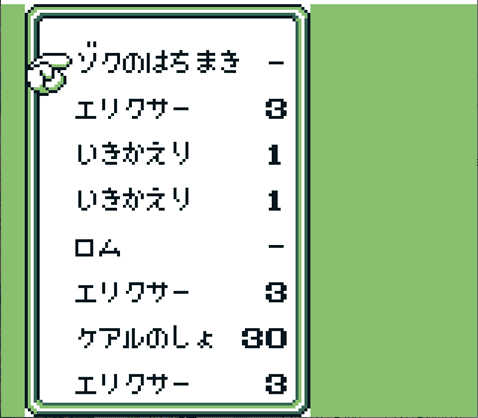 ゾクのはちまき −
エリクサー 3
いきかえり 1
いきかえり 1
ロム −
エリクサー 3
ケアルのしょ 30
エリクサー 3